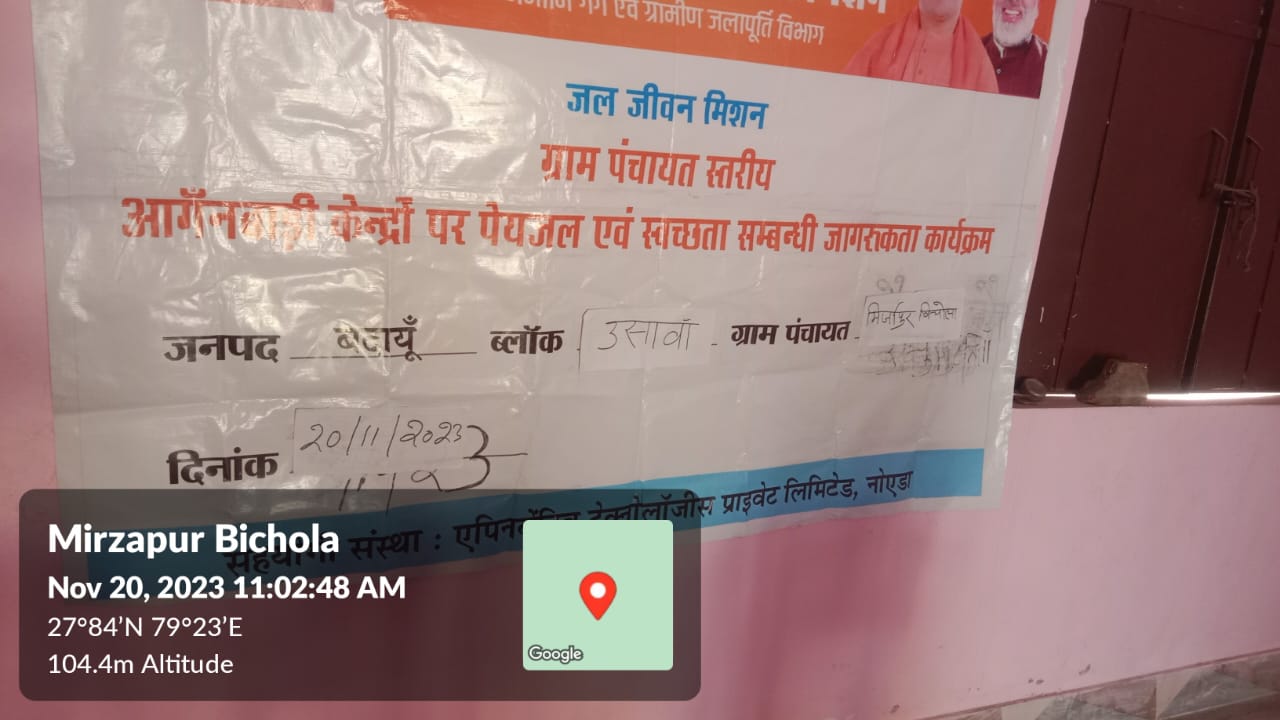 एवं ग्रामीण जलापूर्ति विभाग
जल जीवन मिशन
ग्राम पंचायत स्तरीय
आगँनबाड़ी केन्द्रों पर पेयजल एवं स्वच्छता सम्बन्धी जागरूकता कार्यक्रम
जनपद बदायूँ ब्लॉक उसावाँ ग्राम पंचायत मिर्जापुर बिचोला
दिनांक 20/11/2023
संस्था : टेक्नोलॉजीस प्राइवेट लिमिटेड, नोएडा
Mirzapur Bichola
Nov 20, 2023 11:02:48 AM
27°84’N 79°23’E
104.4m Altitude
Google